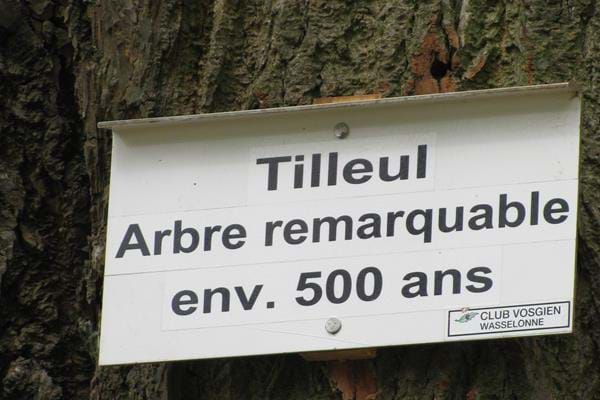 Tilleul
Arbre remarquable
env. 500 ans
CLUB VOSGIEN
WASSELONNE